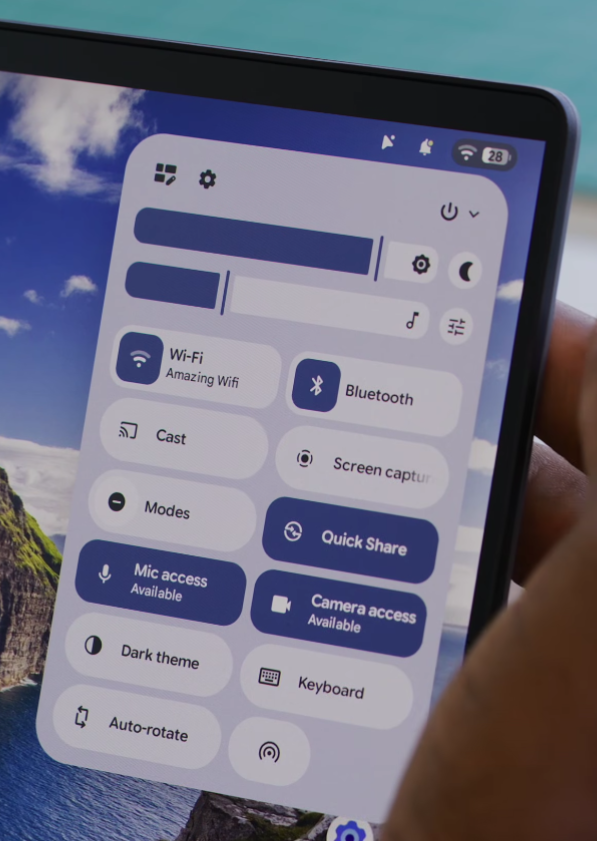 28
Wi-Fi
Amazing Wifi
Bluetooth
Cast
Screen captur
Modes
Quick Share
Mic access
Available
Camera access
Available
Dark theme
Keyboard
Auto-rotate